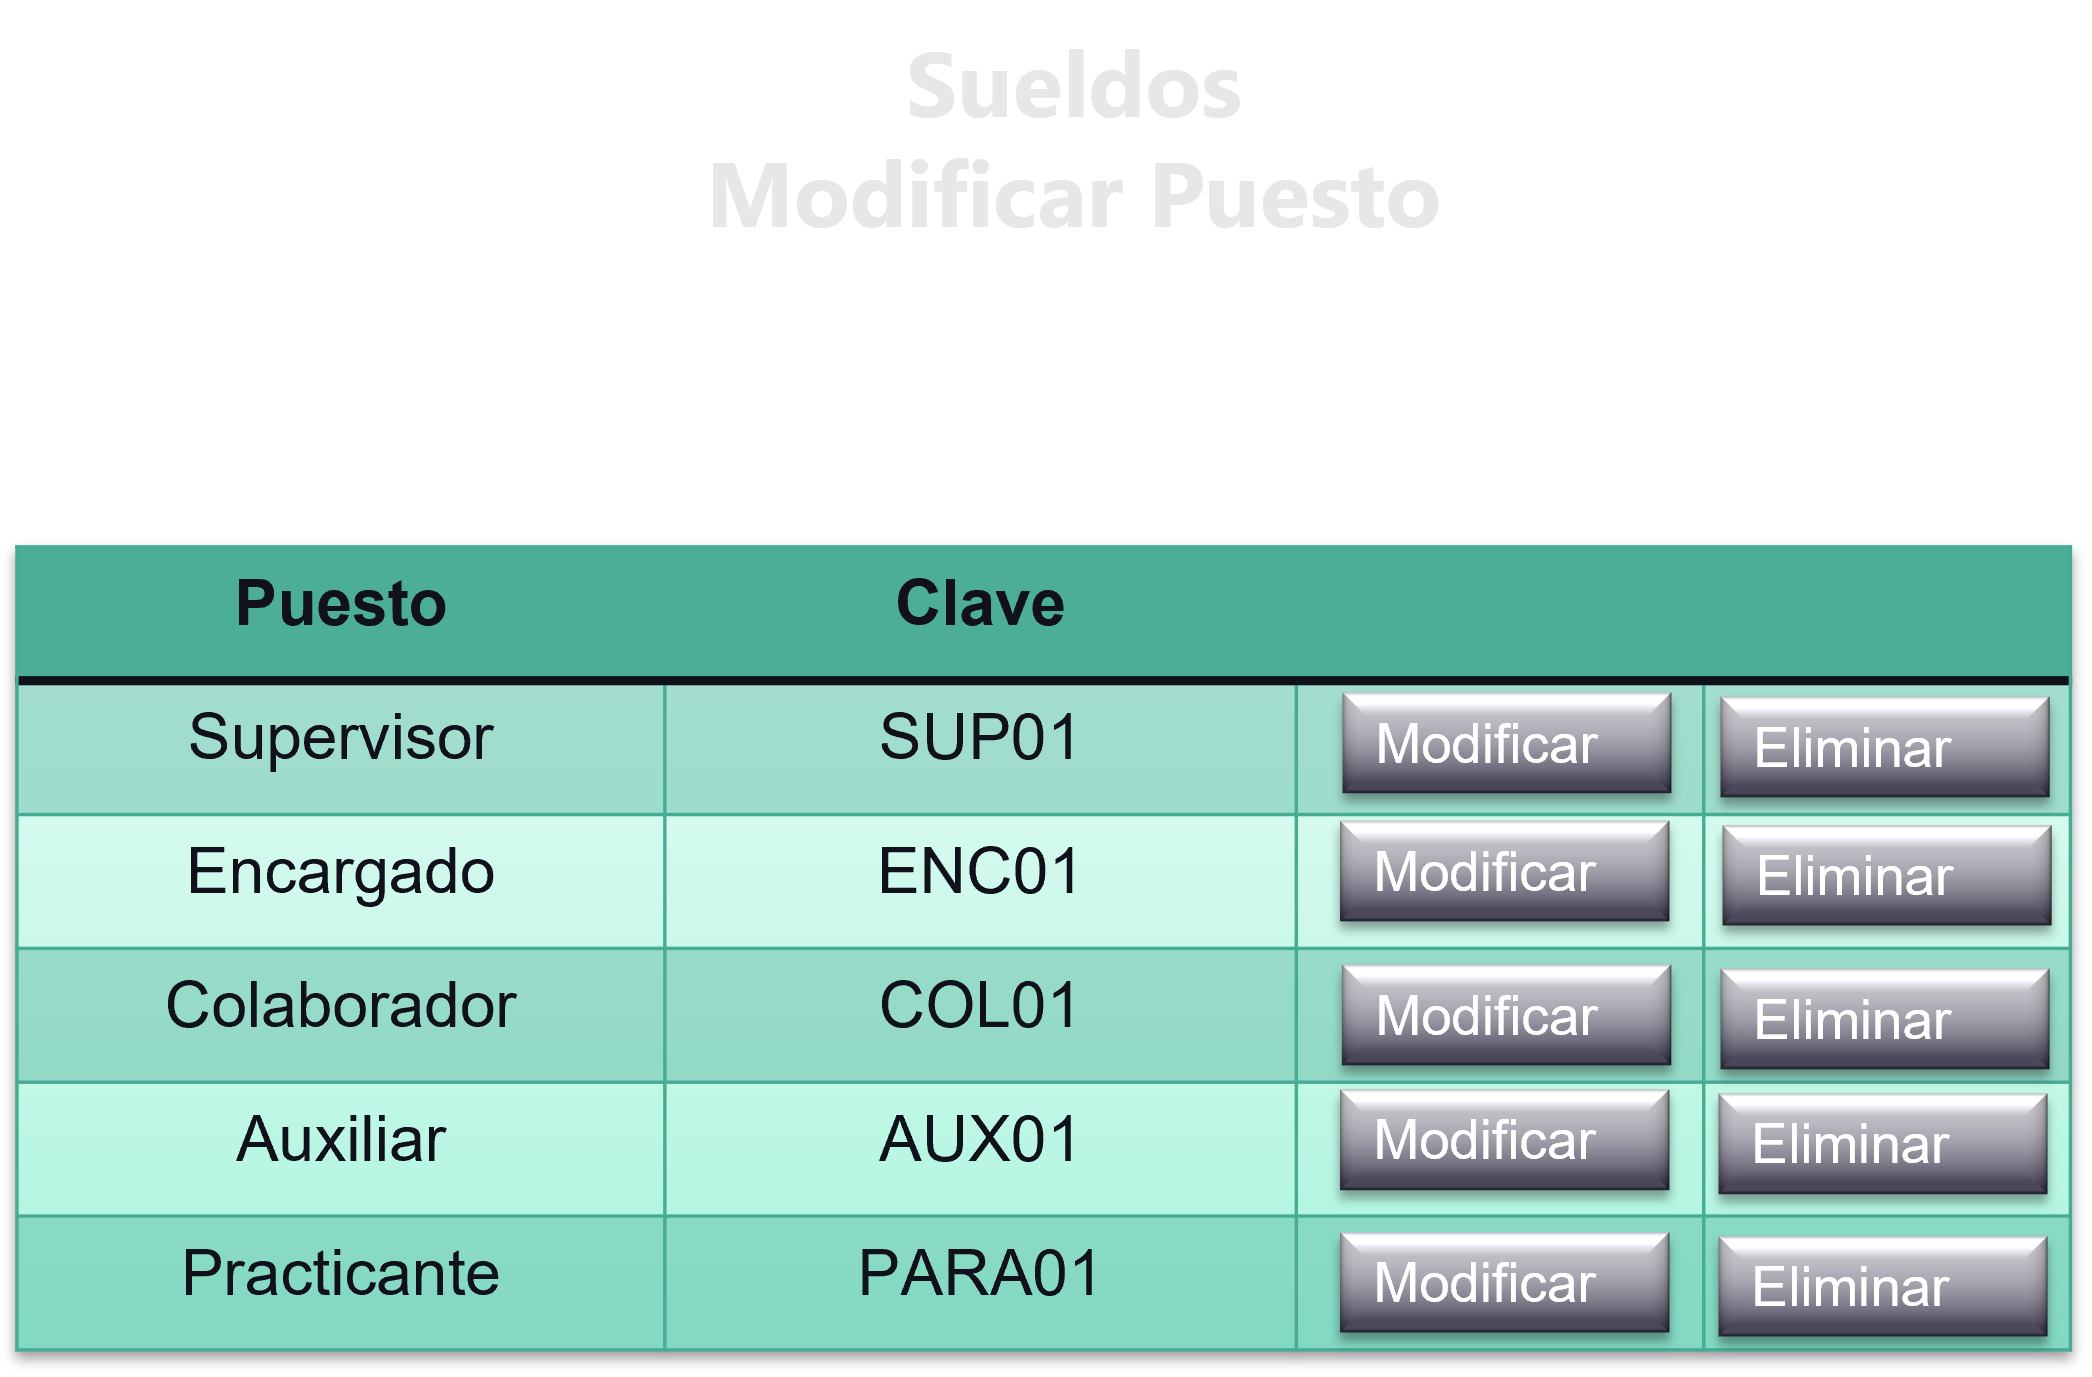 Sueldos
Modificar Puesto
Puesto Clave
Supervisor SUP01 Modificar Eliminar
Encargado ENC01 Modificar Eliminar
Colaborador COL01 Modificar Eliminar
Auxiliar AUX01 Modificar Eliminar
Practicante PARA01 Modificar Eliminar